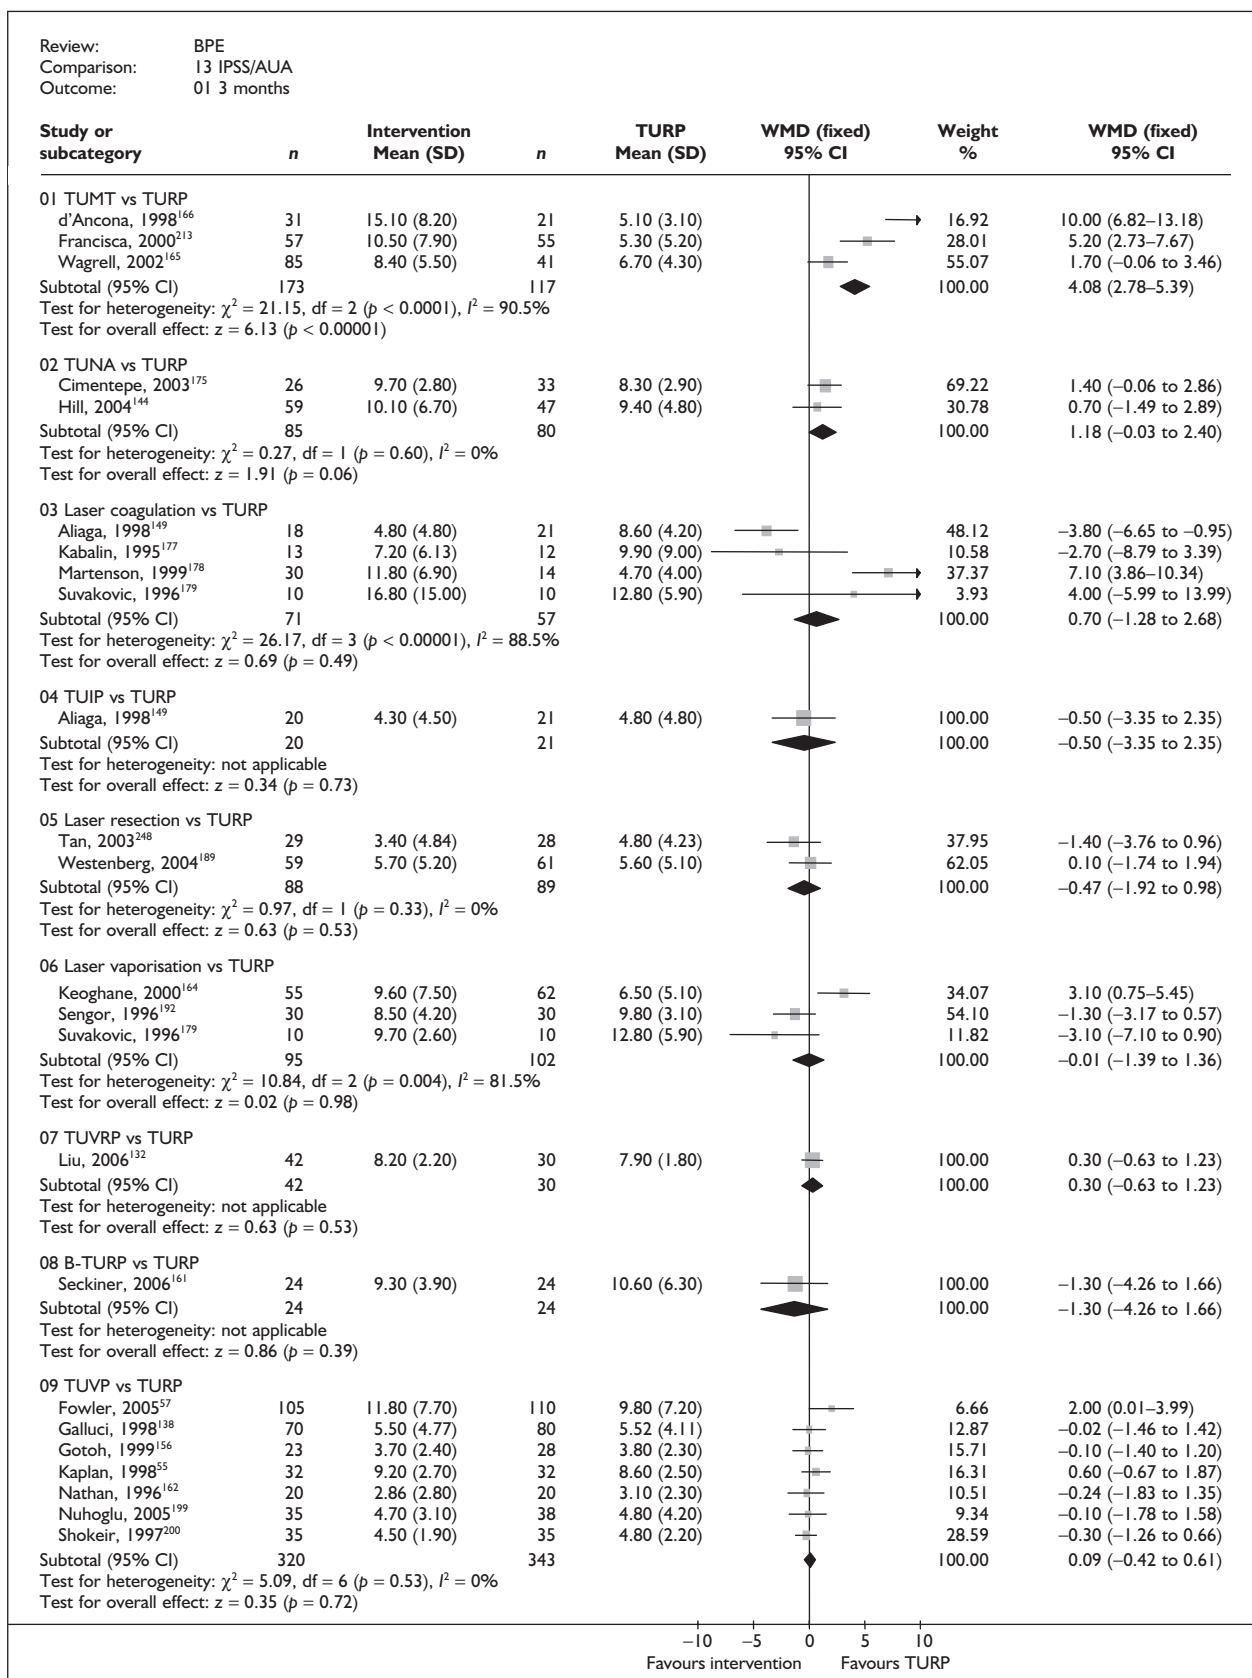 Review: BPE
Comparison: 13 IPSS/AUA
Outcome: 01 3 months
Study or Intervention TURP WMD (fixed) Weight WMD (fixed)
subcategory n Mean (SD) n Mean (SD) 95% CI % 95% CI
01 TUMT vs TURP
d'Ancona, 1998166 31 15.10 (8.20) 21 5.10 (3.10) 16.92 10.00 (6.82–13.18)
Francisca, 2000213 57 10.50 (7.90) 55 5.30 (5.20) 28.01 5.20 (2.73–7.67)
Wagrell, 2002165 85 8.40 (5.50) 41 6.70 (4.30) 55.07 1.70 (−0.06 to 3.46)
Subtotal (95% CI) 173 117 100.00 4.08 (2.78–5.39)
Test for heterogeneity: χ2 = 21.15, df = 2 (p < 0.0001), I2 = 90.5%
Test for overall effect: z = 6.13 (p < 0.00001)
02 TUNA vs TURP
Cimentepe, 2003175 26 9.70 (2.80) 33 8.30 (2.90) 69.22 1.40 (−0.06 to 2.86)
Hill, 2004144 59 10.10 (6.70) 47 9.40 (4.80) 30.78 0.70 (−1.49 to 2.89)
Subtotal (95% CI) 85 80 100.00 1.18 (−0.03 to 2.40)
Test for heterogeneity: χ2 = 0.27, df = 1 (p = 0.60), I2 = 0%
Test for overall effect: z = 1.91 (p = 0.06)
03 Laser coagulation vs TURP
Aliaga, 1998149 18 4.80 (4.80) 21 8.60 (4.20) 48.12 −3.80 (−6.65 to −0.95)
Kabalin, 1995177 13 7.20 (6.13) 12 9.90 (9.00) 10.58 −2.70 (−8.79 to 3.39)
Martenson, 1999178 30 11.80 (6.90) 14 4.70 (4.00) 37.37 7.10 (3.86–10.34)
Suvakovic, 1996179 10 16.80 (15.00) 10 12.80 (5.90) 3.93 4.00 (−5.99 to 13.99)
Subtotal (95% CI) 71 57 100.00 0.70 (−1.28 to 2.68)
Test for heterogeneity: χ2 = 26.17, df = 3 (p < 0.00001), I2 = 88.5%
Test for overall effect: z = 0.69 (p = 0.49)
04 TUIP vs TURP
Aliaga, 1998149 20 4.30 (4.50) 21 4.80 (4.80) 100.00 −0.50 (−3.35 to 2.35)
Subtotal (95% CI) 20 21 100.00 −0.50 (−3.35 to 2.35)
Test for heterogeneity: not applicable
Test for overall effect: z = 0.34 (p = 0.73)
05 Laser resection vs TURP
Tan, 2003248 29 3.40 (4.84) 28 4.80 (4.23) 37.95 −1.40 (−3.76 to 0.96)
Westenberg, 2004189 59 5.70 (5.20) 61 5.60 (5.10) 62.05 0.10 (−1.74 to 1.94)
Subtotal (95% CI) 88 89 100.00 −0.47 (−1.92 to 0.98)
Test for heterogeneity: χ2 = 0.97, df = 1 (p = 0.33), I2 = 0%
Test for overall effect: z = 0.63 (p = 0.53)
06 Laser vaporisation vs TURP
Keoghane, 2000164 55 9.60 (7.50) 62 6.50 (5.10) 34.07 3.10 (0.75–5.45)
Sengor, 1996192 30 8.50 (4.20) 30 9.80 (3.10) 54.10 −1.30 (−3.17 to 0.57)
Suvakovic, 1996179 10 9.70 (2.60) 10 12.80 (5.90) 11.82 −3.10 (−7.10 to 0.90)
Subtotal (95% CI) 95 102 100.00 −0.01 (−1.39 to 1.36)
Test for heterogeneity: χ2 = 10.84, df = 2 (p = 0.004), I2 = 81.5%
Test for overall effect: z = 0.02 (p = 0.98)
07 TUVRP vs TURP
Liu, 2006132 42 8.20 (2.20) 30 7.90 (1.80) 100.00 0.30 (−0.63 to 1.23)
Subtotal (95% CI) 42 30 100.00 0.30 (−0.63 to 1.23)
Test for heterogeneity: not applicable
Test for overall effect: z = 0.63 (p = 0.53)
08 B-TURP vs TURP
Seckiner, 2006161 24 9.30 (3.90) 24 10.60 (6.30) 100.00 −1.30 (−4.26 to 1.66)
Subtotal (95% CI) 24 24 100.00 −1.30 (−4.26 to 1.66)
Test for heterogeneity: not applicable
Test for overall effect: z = 0.86 (p = 0.39)
09 TUVP vs TURP
Fowler, 200557 105 11.80 (7.70) 110 9.80 (7.20) 6.66 2.00 (0.01–3.99)
Galluci, 1998138 70 5.50 (4.77) 80 5.52 (4.11) 12.87 −0.02 (−1.46 to 1.42)
Gotoh, 1999156 23 3.70 (2.40) 28 3.80 (2.30) 15.71 −0.10 (−1.40 to 1.20)
Kaplan, 199855 32 9.20 (2.70) 32 8.60 (2.50) 16.31 0.60 (−0.67 to 1.87)
Nathan, 1996162 20 2.86 (2.80) 20 3.10 (2.30) 10.51 −0.24 (−1.83 to 1.35)
Nuhoglu, 2005199 35 4.70 (3.10) 38 4.80 (4.20) 9.34 −0.10 (−1.78 to 1.58)
Shokeir, 1997200 35 4.50 (1.90) 35 4.80 (2.20) 28.59 −0.30 (−1.26 to 0.66)
Subtotal (95% CI) 320 343 100.00 0.09 (−0.42 to 0.61)
Test for heterogeneity: χ2 = 5.09, df = 6 (p = 0.53), I2 = 0%
Test for overall effect: z = 0.35 (p = 0.72)
−10 −5 0 5 10
Favours intervention Favours TURP